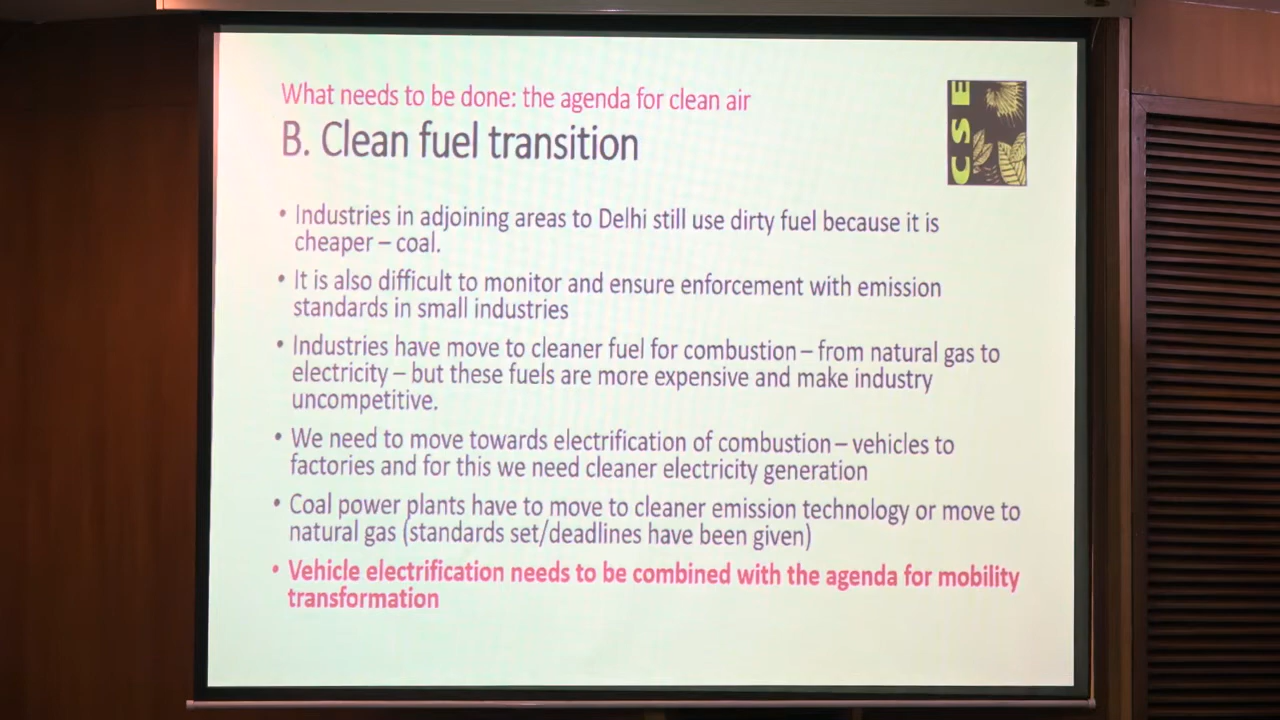 What needs to be done: the agenda for clean air
B. Clean fuel transition
CSE
• Industries in adjoining areas to Delhi still use dirty fuel because it is
cheaper – coal.
• It is also difficult to monitor and ensure enforcement with emission
standards in small industries
• Industries have move to cleaner fuel for combustion – from natural gas to
electricity – but these fuels are more expensive and make industry
uncompetitive.
• We need to move towards electrification of combustion – vehicles to
factories and for this we need cleaner electricity generation
• Coal power plants have to move to cleaner emission technology or move to
natural gas (standards set/deadlines have been given)
• Vehicle electrification needs to be combined with the agenda for mobility
transformation